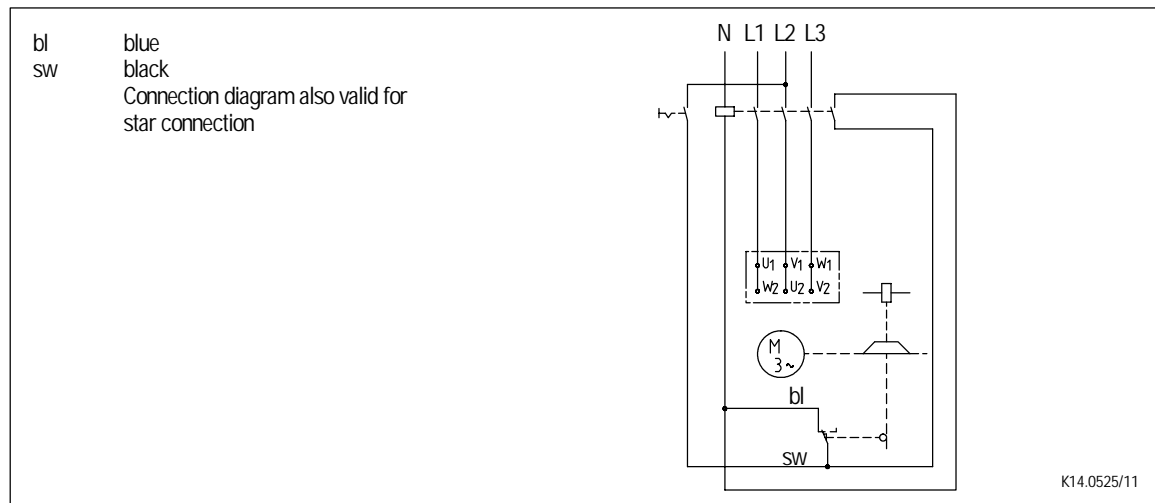 bl blue
sw black
Connection diagram also valid for
star connection
N L1 L2 L3
U1 V1 W1
W2 U2 V2
M
3~
bl
sw
K14.0525/11